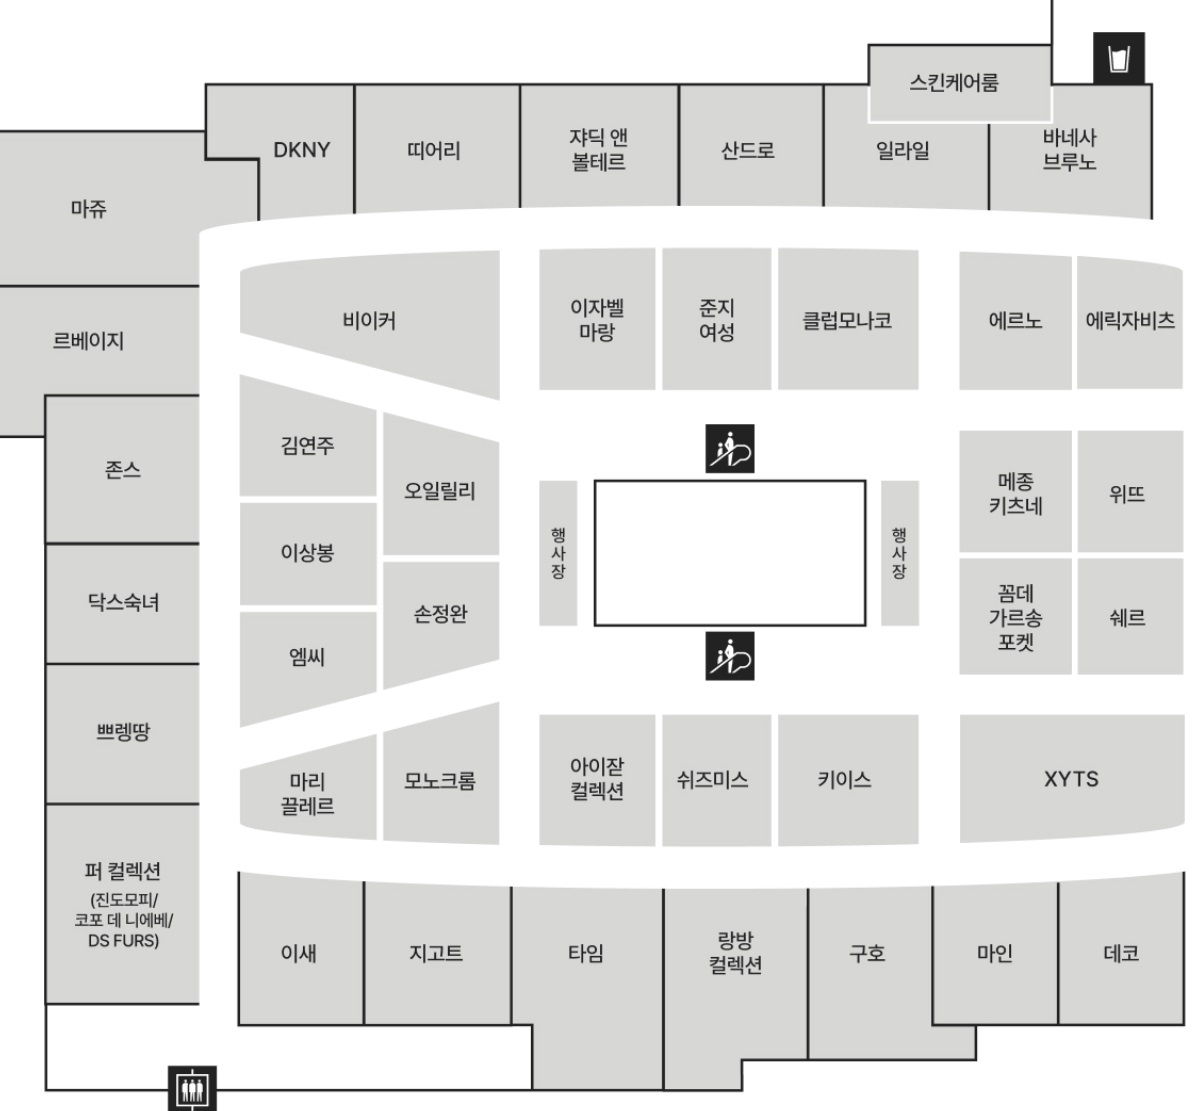 스킨케어룸
DKNY
띠어리
쟈딕 앤
볼테르
산드로
일라일
바네사
브루노
마쥬
르베이지
비이커
이자벨
마랑
준지
여성
클럽모나코
에르노
에릭자비츠
존스
김연주
오일릴리
메종
키츠네
위뜨
행
사
장
행
사
장
이상봉
닥스숙녀
손정완
꼼데
가르송
포켓
쉐르
엠씨
쁘렝땅
마리
끌레르
모노크롬
아이잗
컬렉션
쉬즈미스
키이스
XYTS
퍼 컬렉션
(진도모피/
코포 데 니에베/
DS FURS)
이새
지고트
타임
랑방
컬렉션
구호
마인
데코